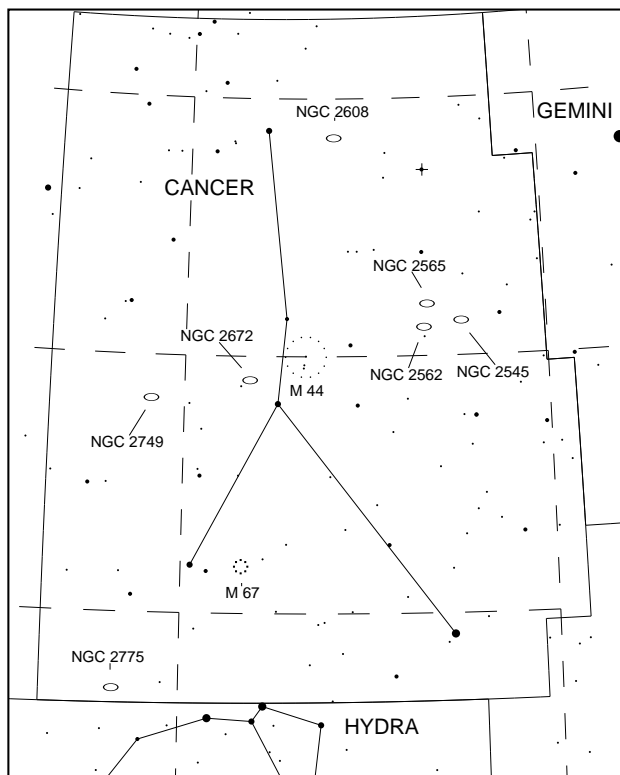 NGC 2608
GEMINI
CANCER
NGC 2565
NGC 2672
NGC 2562
NGC 2545
M 44
NGC 2749
M 67
NGC 2775
HYDRA